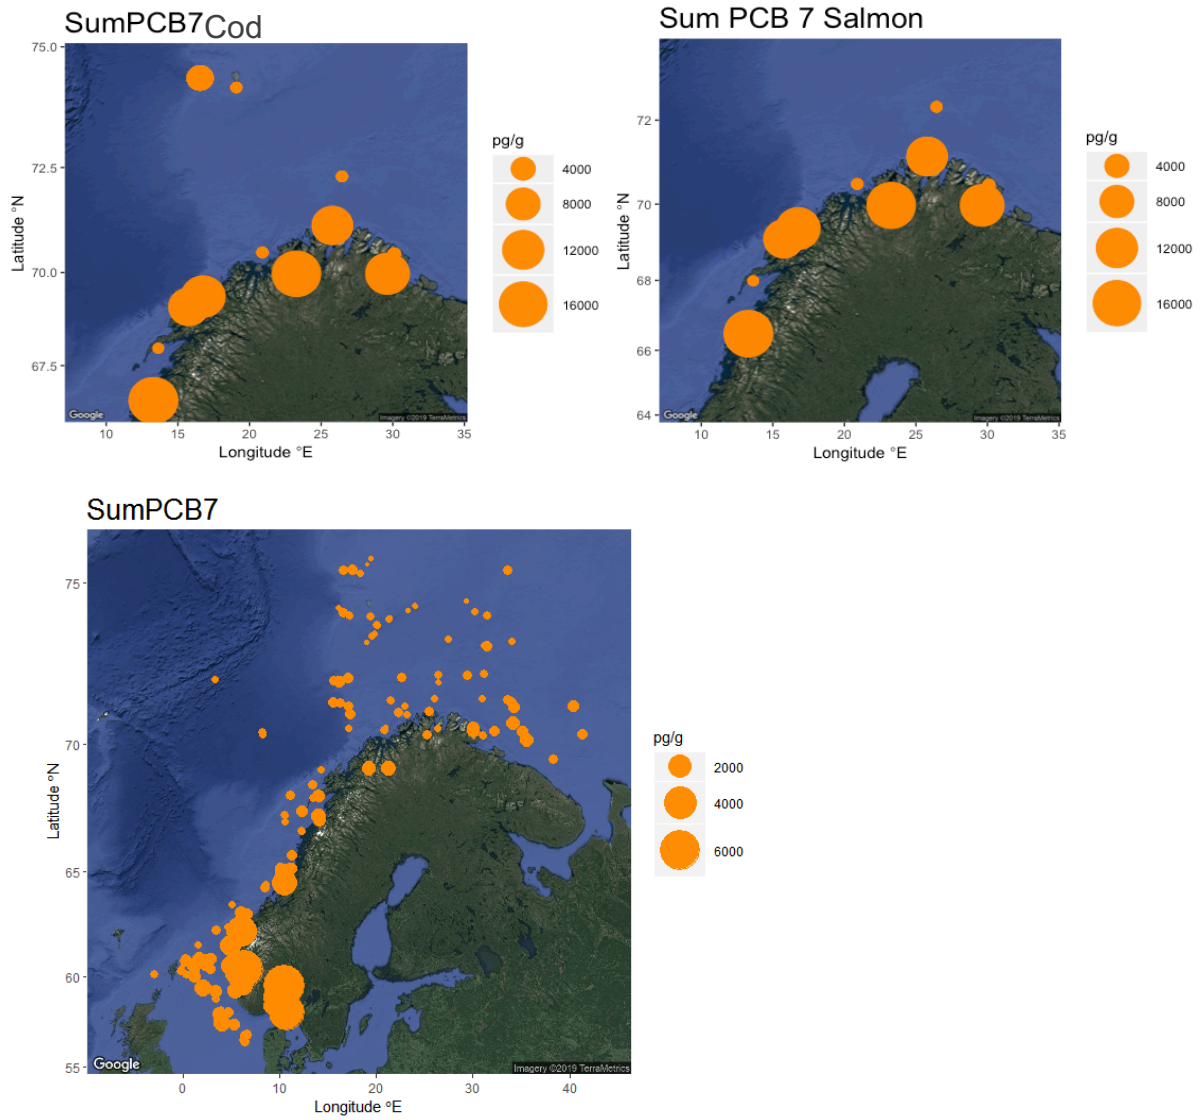 SumPCB7Cod
75.0
72.5
70.0
67.5
Latitude °N
Google
Imagery ©2019 TerraMetrics
10 15 20 25 30 35
Longitude °E
pg/g
4000
8000
12000
16000
Sum PCB 7 Salmon
72
70
68
66
64
Latitude °N
Google
Imagery ©2019 TerraMetrics
10 15 20 25 30 35
Longitude °E
pg/g
4000
8000
12000
16000
SumPCB7
75
70
65
60
55
Latitude °N
Google
Imagery ©2019 TerraMetrics
0 10 20 30 40
Longitude °E
pg/g
2000
4000
6000